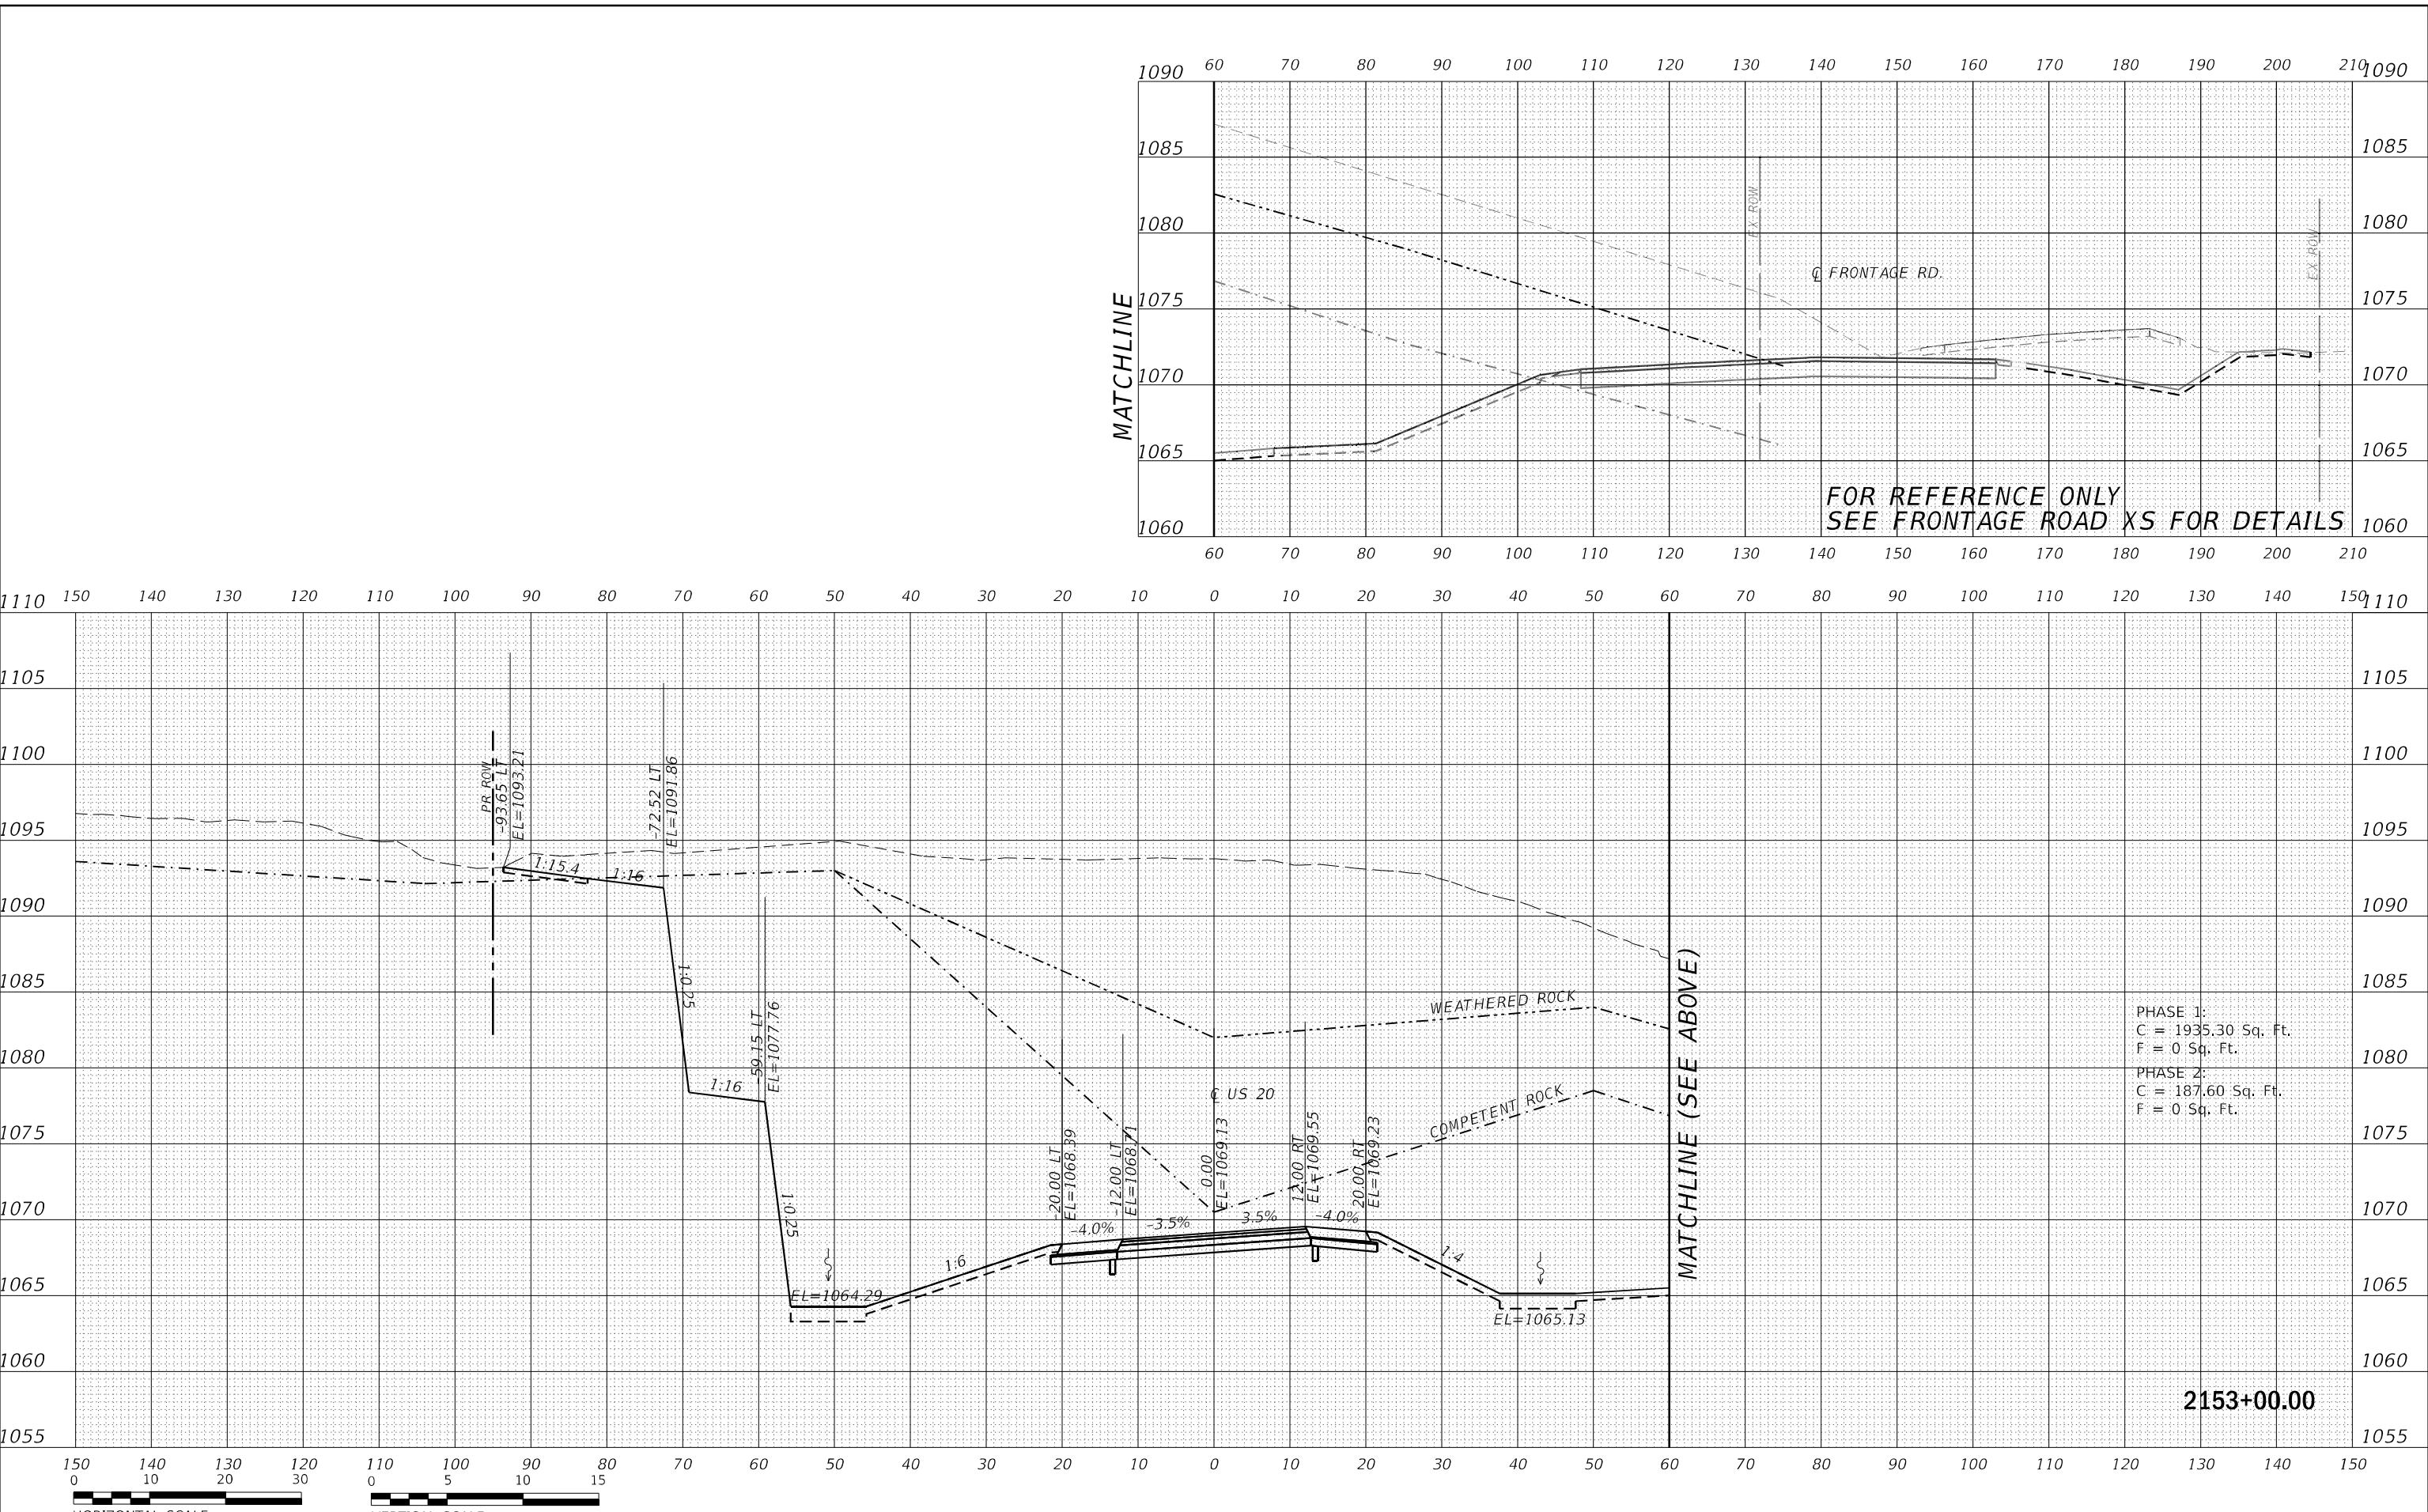 60 70 80 90 100 110 120 130 140 150 160 170 180 190 200 210
1090 1090
1085 1085
1080 1080
1075 1075
1070 1070
1065 1065
1060 1060
MATCHLINE
EX ROW
EX ROW
℄ FRONTAGE RD.
FOR REFERENCE ONLY
SEE FRONTAGE ROAD XS FOR DETAILS
60 70 80 90 100 110 120 130 140 150 160 170 180 190 200 210
150 140 130 120 110 100 90 80 70 60 50 40 30 20 10 0 10 20 30 40 50 60 70 80 90 100 110 120 130 140 150
1110 1110
1105 1105
1100 1100
1095 1095
1090 1090
1085 1085
1080 1080
1075 1075
1070 1070
1065 1065
1060 1060
1055 1055
PR ROW
-93.65 LT
EL=1093.21
-72.52 LT
EL=1091.86
1:15.4
1:16
1:0.25
-59.15 LT
EL=1077.76
1:16
1:0.25
EL=1064.29
1:6
-20.00 LT
EL=1068.39
-4.0%
-12.00 LT
EL=1068.71
-3.5%
℄ US 20
0.00
EL=1069.13
3.5%
12.00 RT
EL=1069.55
-4.0%
20.00 RT
EL=1069.23
1:4
EL=1065.13
WEATHERED ROCK
COMPETENT ROCK
MATCHLINE (SEE ABOVE)
PHASE 1:
C = 1935.30 Sq. Ft.
F = 0 Sq. Ft.
PHASE 2:
C = 187.60 Sq. Ft.
F = 0 Sq. Ft.
2153+00.00
150 140 130 120 110 100 90 80 70 60 50 40 30 20 10 0 10 20 30 40 50 60 70 80 90 100 110 120 130 140 150
0 10 20 30
0 5 10 15
HORIZONTAL SCALE
VERTICAL SCALE